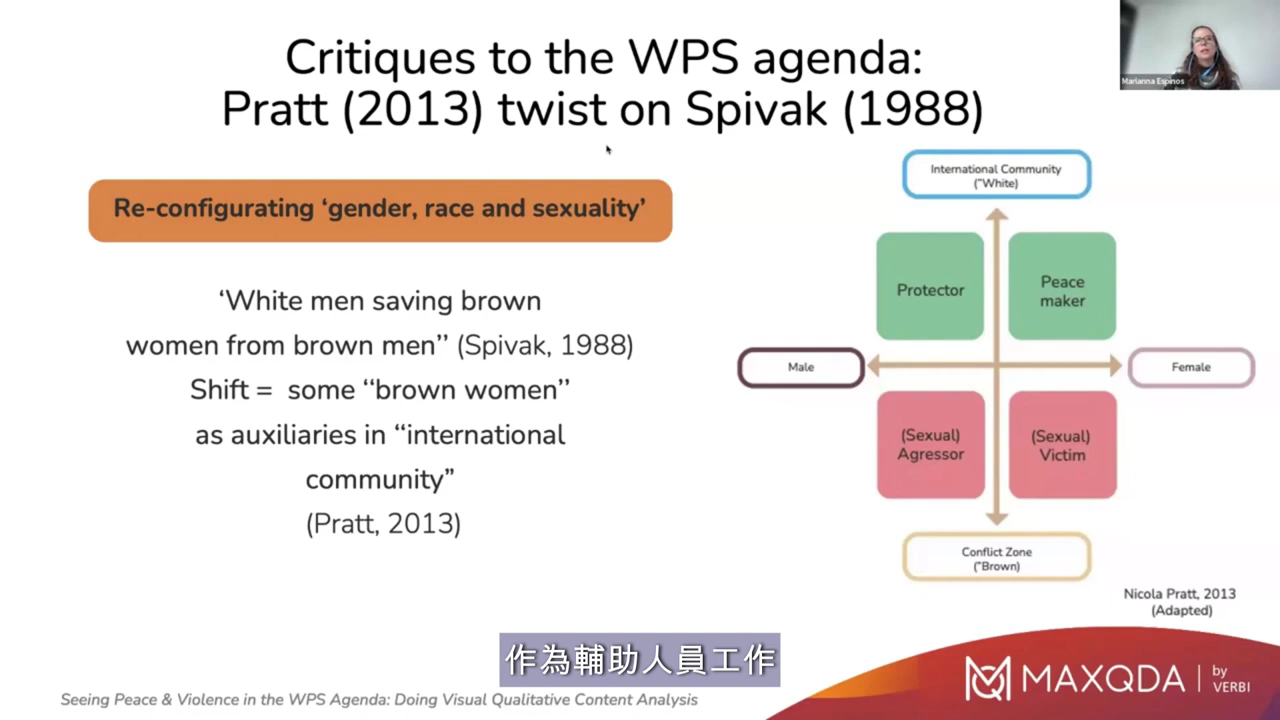 Critiques to the WPS agenda:
Pratt (2013) twist on Spivak (1988)
Marianna Espinos
Re-configurating ‘gender, race and sexuality’
‘White men saving brown
women from brown men’’ (Spivak, 1988)
Shift = some “brown women”
as auxiliaries in “international
community”
(Pratt, 2013)
International Community
(“White)
Protector
Peace
maker
Male
Female
(Sexual)
Agressor
(Sexual)
Victim
Conflict Zone
(“Brown)
Nicola Pratt, 2013
(Adapted)
作為輔助人員工作
Seeing Peace & Violence in the WPS Agenda: Doing Visual Qualitative Content Analysis
MAXQDA
by
VERBI